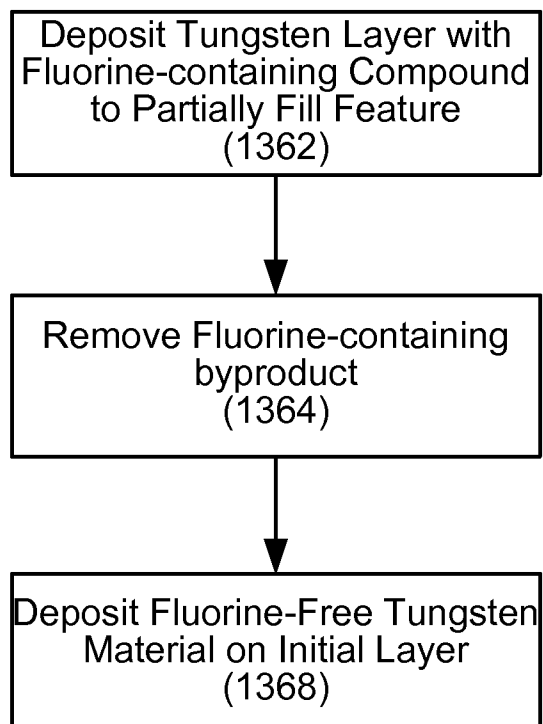 Deposit Tungsten Layer with
Fluorine-containing Compound
to Partially Fill Feature
(1362)
Remove Fluorine-containing
byproduct
(1364)
Deposit Fluorine-Free Tungsten
Material on Initial Layer
(1368)